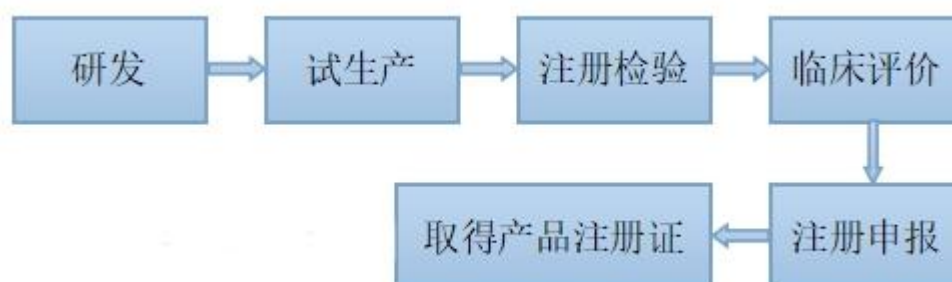 研发
试生产
注册检验
临床评价
注册申报
取得产品注册证